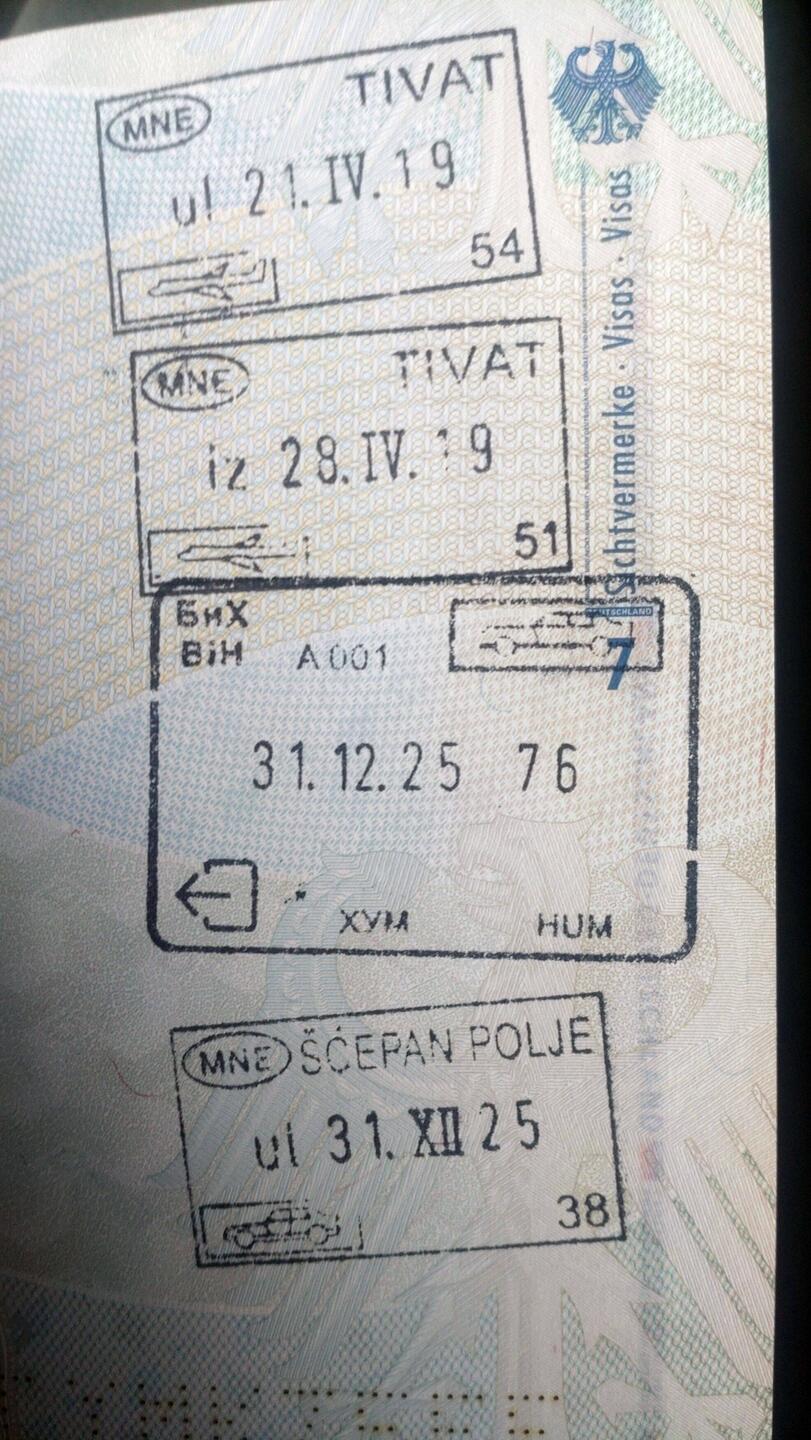 MNE TIVAT
ul 21.IV.19
54
MNE TIVAT
iz 28.IV.19
51
БиХ
BiH A001
31.12.25 76
ХУМ HUM
MNE ŠĆEPAN POLJE
ul 31.XII 25
38
Sichtvermerke · Visas · Visas
DEUTSCHLAND
7